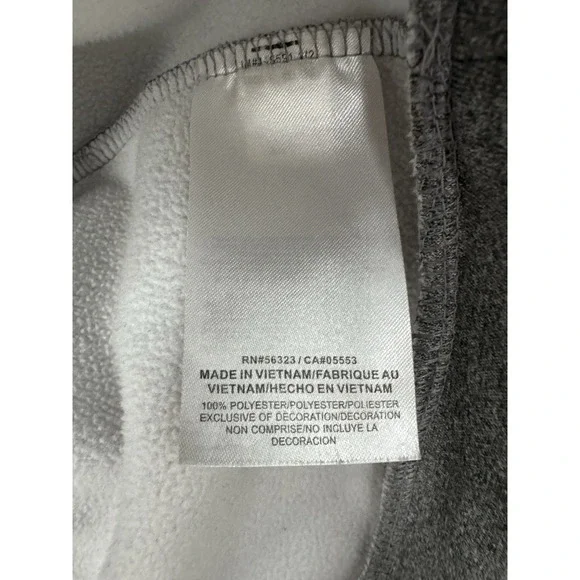 RN#56323 / CA#05553
MADE IN VIETNAM/FABRIQUE AU
VIETNAM/HECHO EN VIETNAM
100% POLYESTER/POLYESTER/POLIESTER
EXCLUSIVE OF DECORATION/DECORATION
NON COMPRISE/NO INCLUYE LA
DECORACION